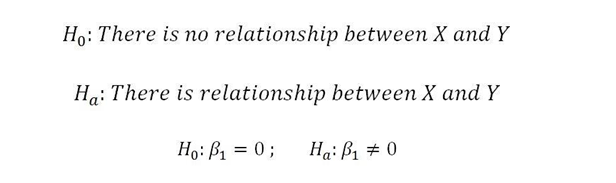 H₀: There is no relationship between X and Y
Hₐ: There is relationship between X and Y
H₀: β₁ = 0 ; Hₐ: β₁ ≠ 0